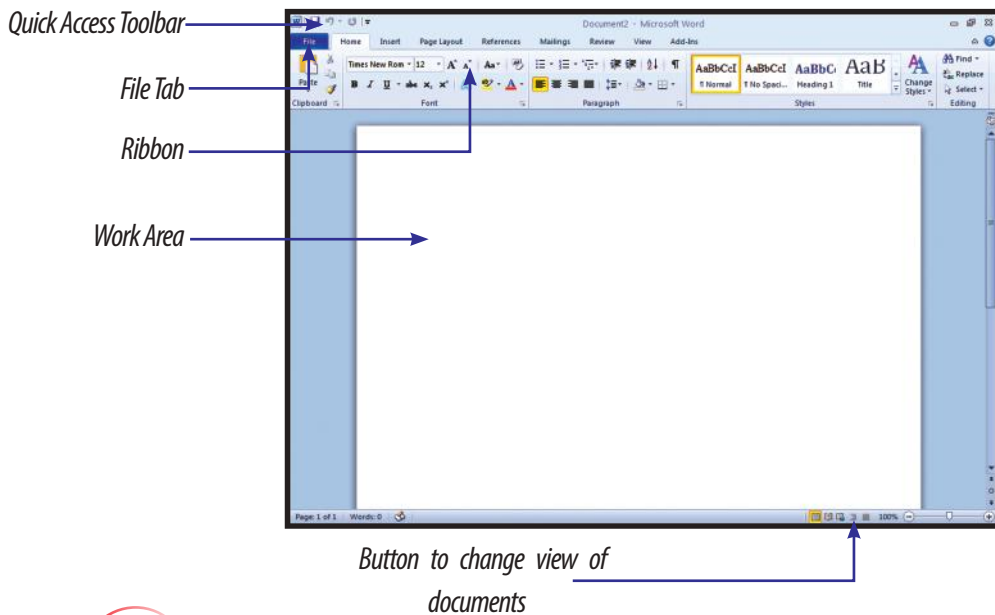 Quick Access Toolbar
Document2 - Microsoft Word
File Home Insert Page Layout References Mailings Review View Add-Ins
File Tab
Times New Rom 12
Paste
B I U abc x, x'
AaBbCcI AaBbCcI AaBbC AaB
¶ Normal ¶ No Spaci... Heading 1 Title
Change Styles
Find
Replace
Select
Clipboard Font Paragraph Styles Editing
Ribbon
Work Area
Page: 1 of 1 Words: 0 100%
Button to change view of
documents